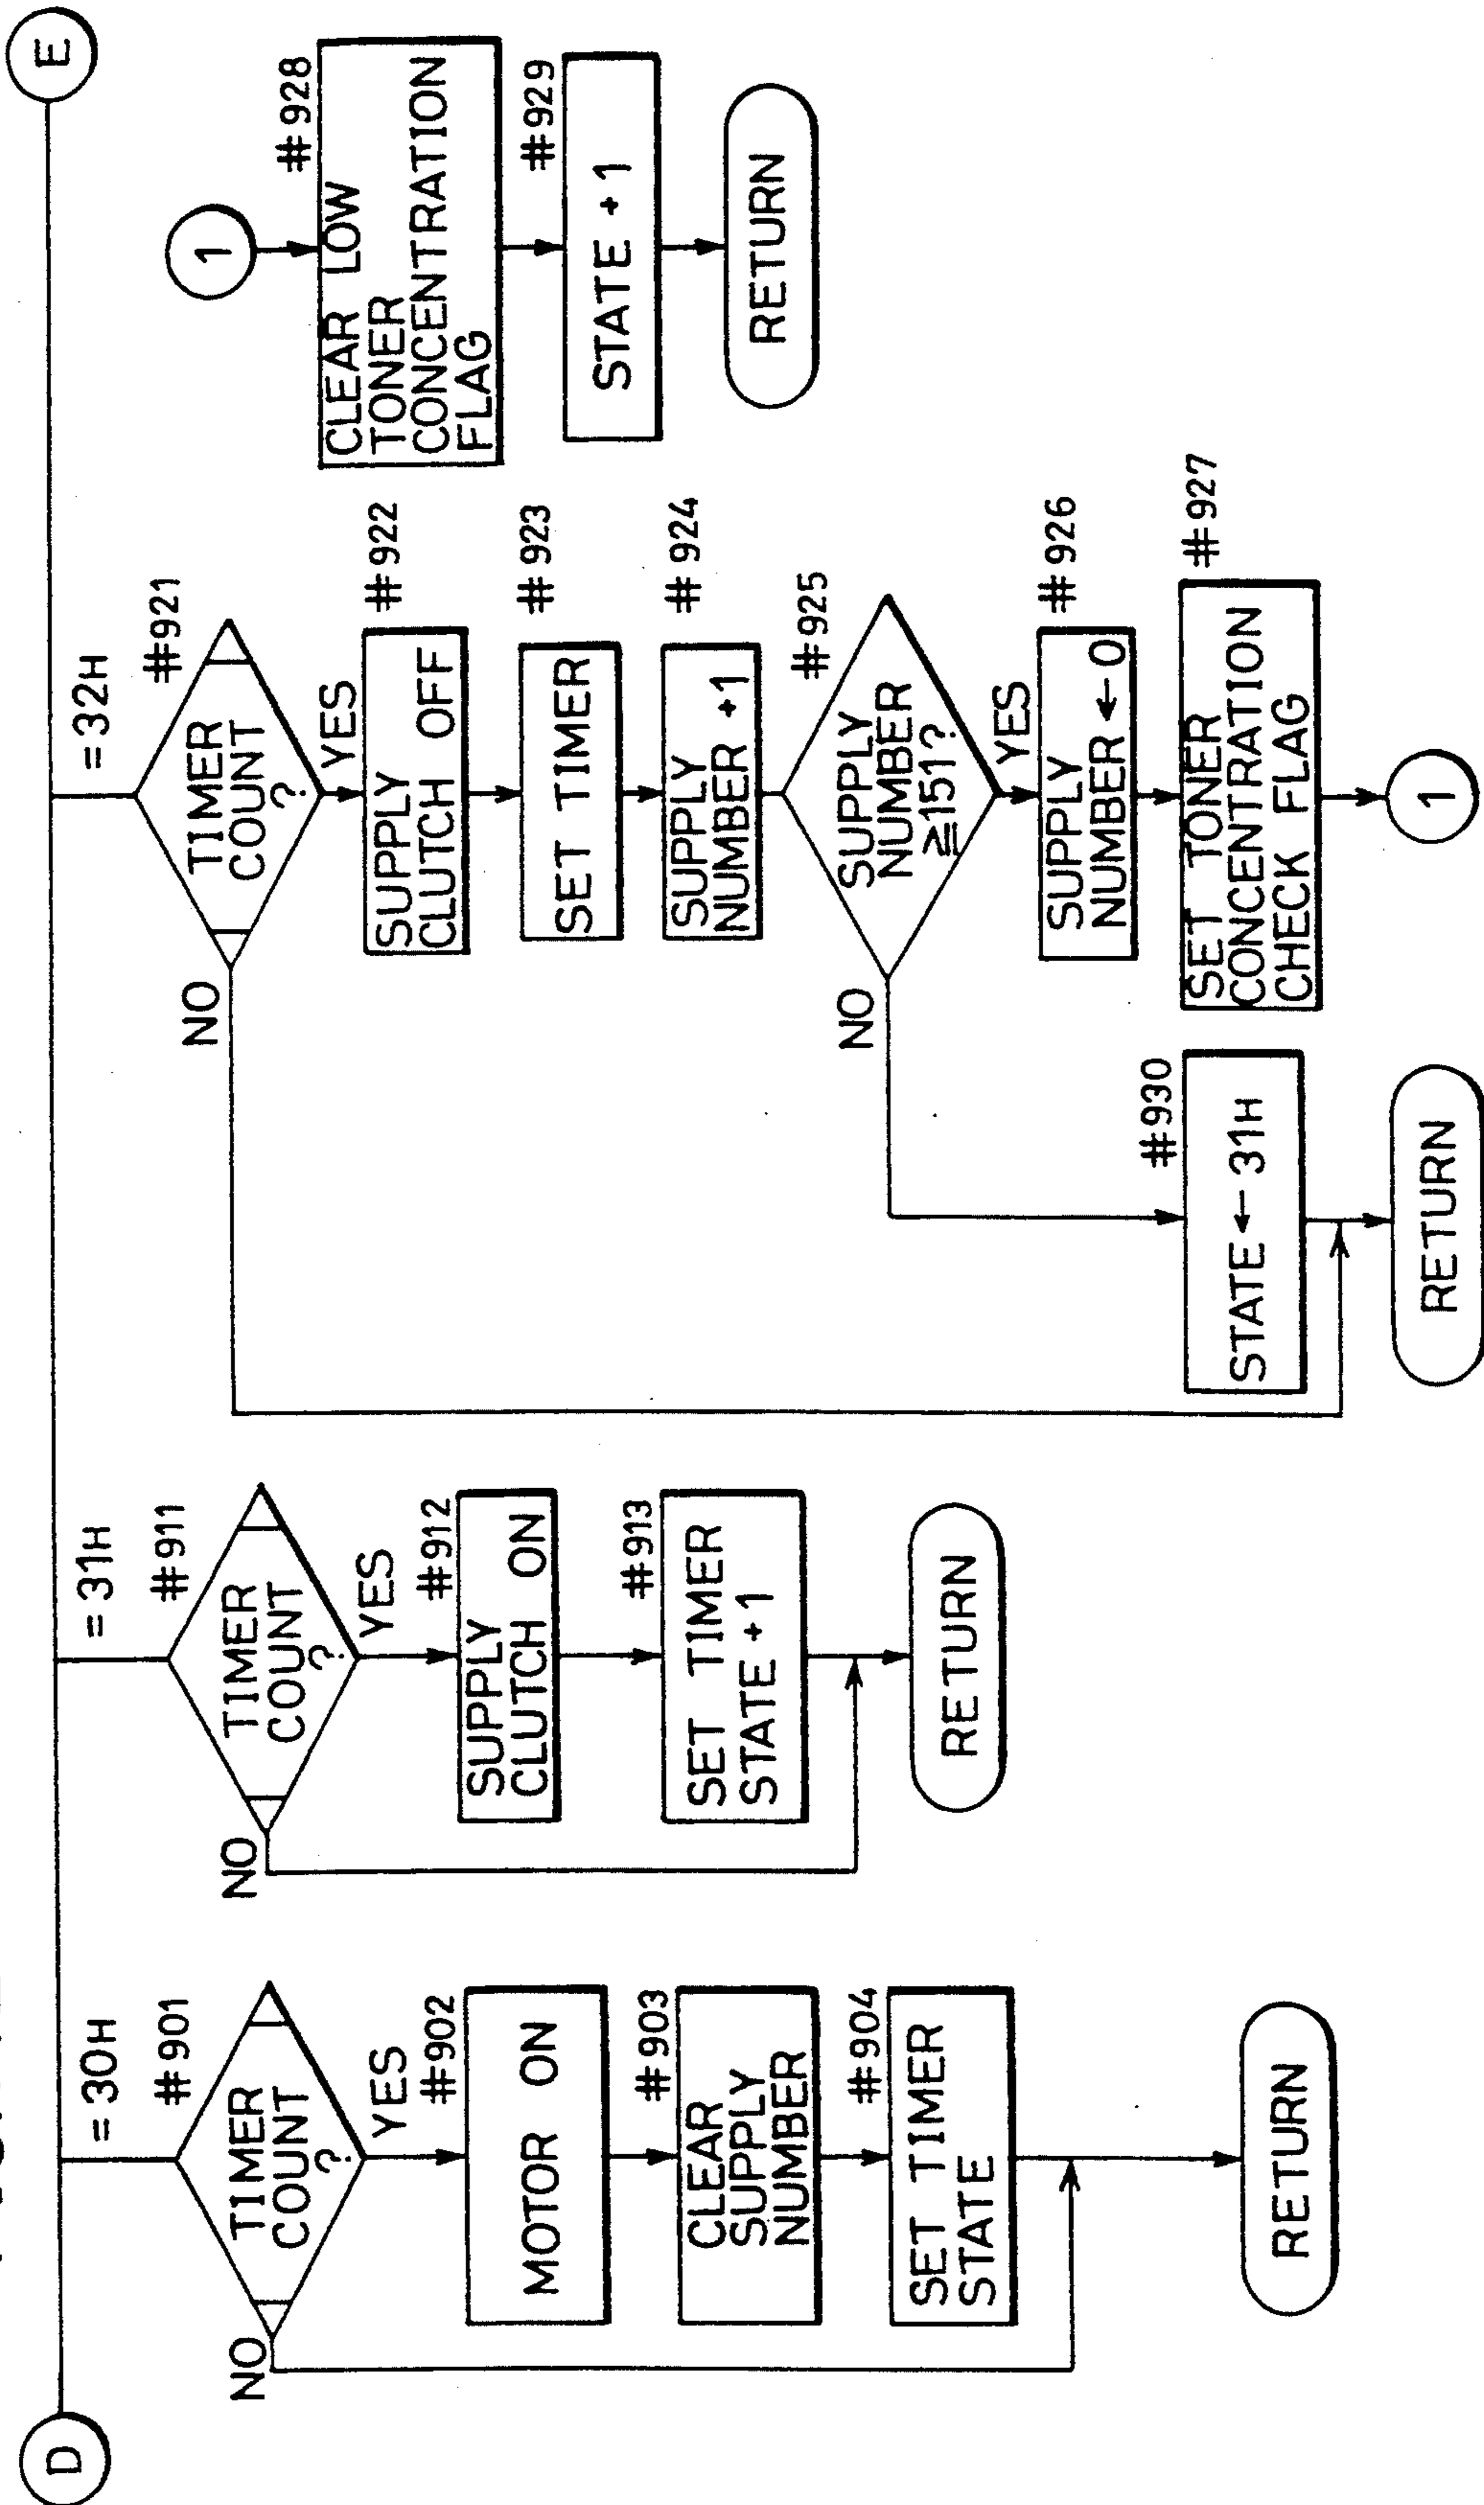 D
E
=30H
#901
TIMER
COUNT
?
NO
YES
#902
MOTOR ON
#903
CLEAR
SUPPLY
NUMBER
#904
SET TIMER
STATE
RETURN
=31H
#911
TIMER
COUNT
?
NO
YES
#912
SUPPLY
CLUTCH ON
#913
SET TIMER
STATE +1
RETURN
=32H
#921
TIMER
COUNT
?
NO
YES
#922
SUPPLY
CLUTCH OFF
#923
SET TIMER
#924
SUPPLY
NUMBER +1
#925
SUPPLY
NUMBER
≧151?
NO
YES
#926
SUPPLY
NUMBER ← 0
#927
SET TONER
CONCENTRATION
CHECK FLAG
1
#930
STATE ← 31H
RETURN
1
#928
CLEAR LOW
TONER
CONCENTRATION
FLAG
#929
STATE +1
RETURN